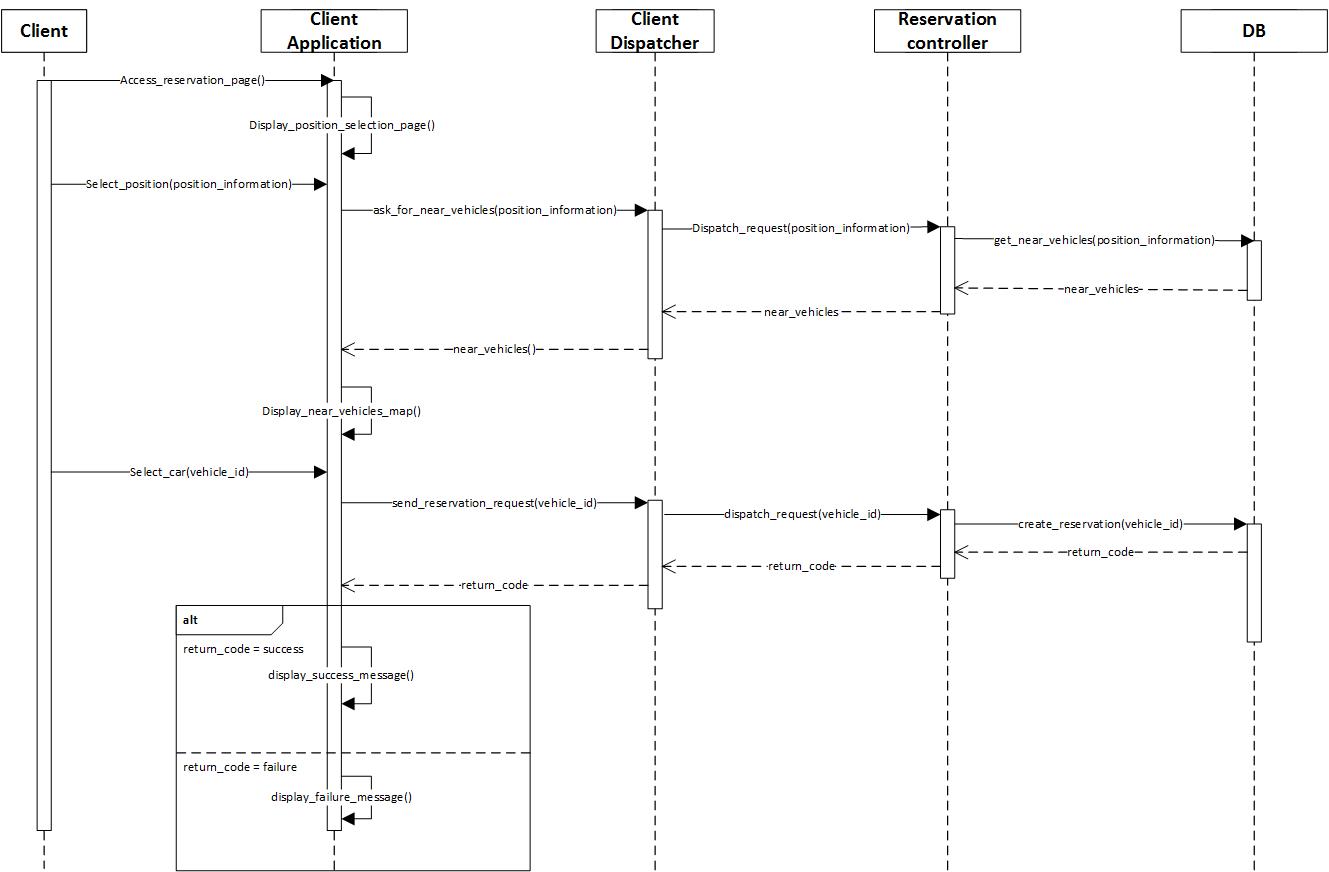 Client
Client
Application
Client
Dispatcher
Reservation
controller
DB
Access_reservation_page()
Display_position_selection_page()
Select_position(position_information)
ask_for_near_vehicles(position_information)
Dispatch_request(position_information)
get_near_vehicles(position_information)
near_vehicles
near_vehicles
near_vehicles()
Display_near_vehicles_map()
Select_car(vehicle_id)
send_reservation_request(vehicle_id)
dispatch_request(vehicle_id)
create_reservation(vehicle_id)
return_code
return_code
return_code
alt
return_code = success
display_success_message()
return_code = failure
display_failure_message()